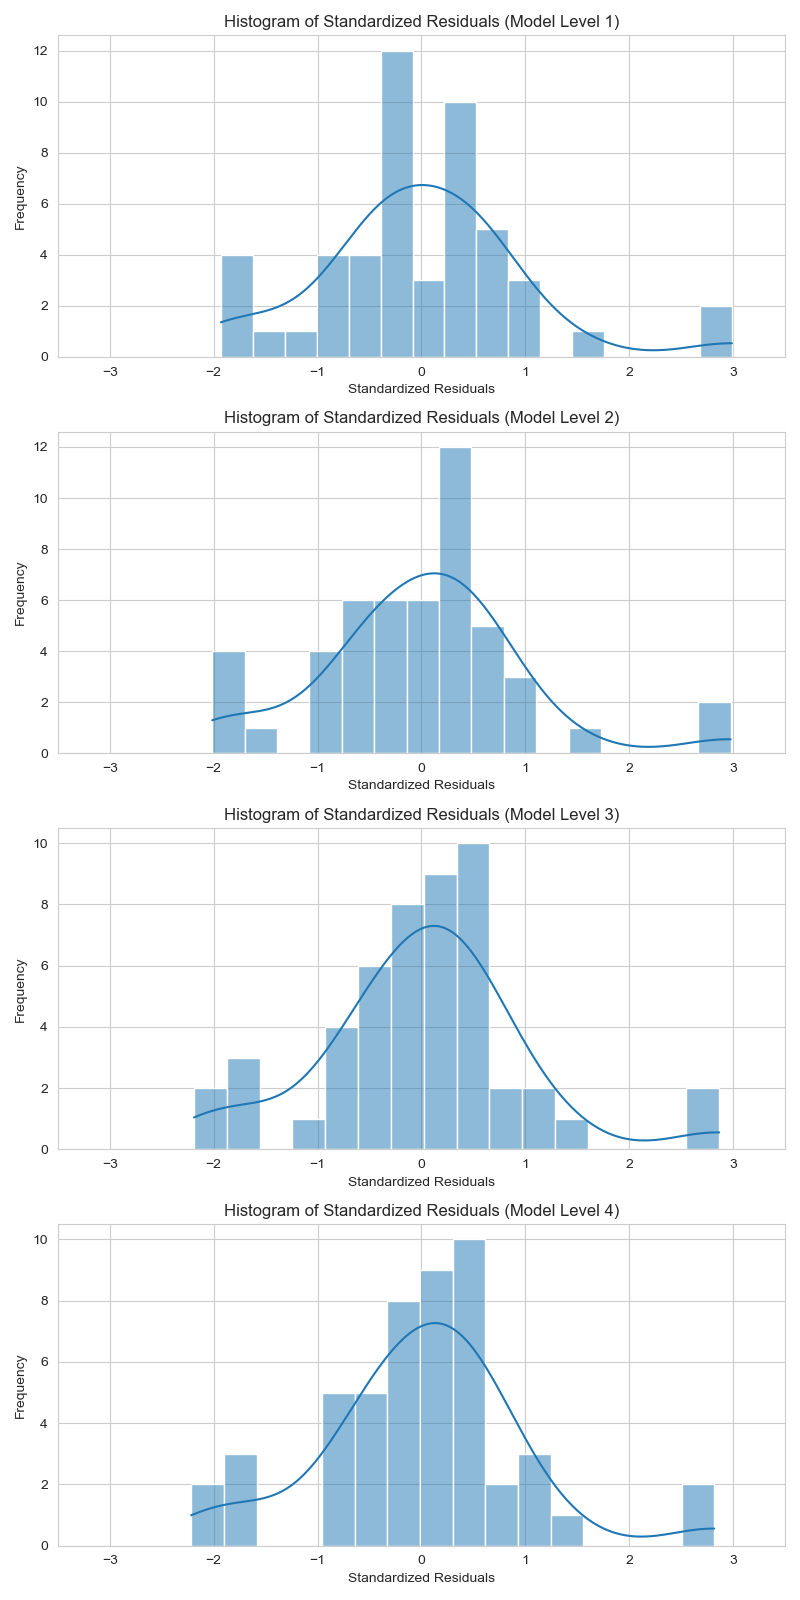 Histogram of Standardized Residuals (Model Level 1)
12
10
8
6
4
2
0
Frequency
−3 −2 −1 0 1 2 3
Standardized Residuals
Histogram of Standardized Residuals (Model Level 2)
12
10
8
6
4
2
0
Frequency
−3 −2 −1 0 1 2 3
Standardized Residuals
Histogram of Standardized Residuals (Model Level 3)
10
8
6
4
2
0
Frequency
−3 −2 −1 0 1 2 3
Standardized Residuals
Histogram of Standardized Residuals (Model Level 4)
10
8
6
4
2
0
Frequency
−3 −2 −1 0 1 2 3
Standardized Residuals